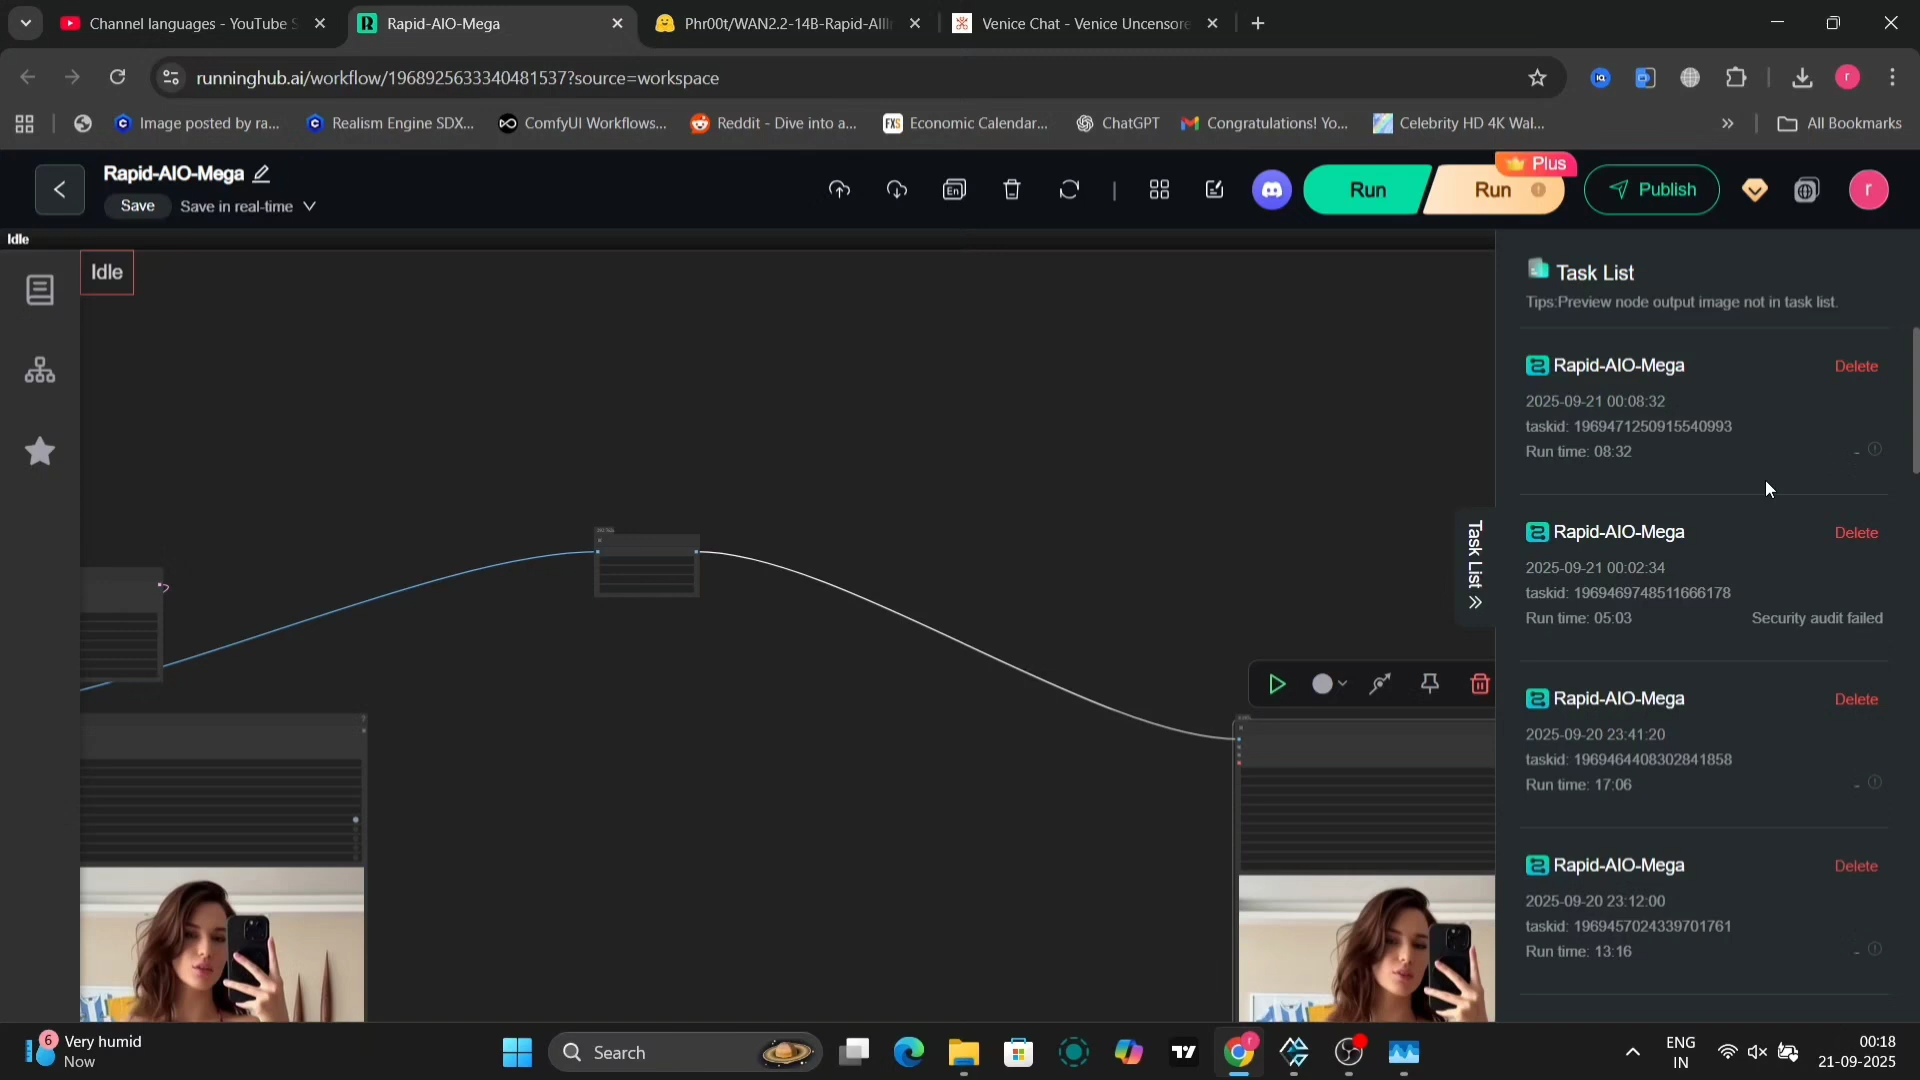 Channel languages - YouTube S
Rapid-AIO-Mega
Phr00t/WAN2.2-14B-Rapid-AllI
Venice Chat - Venice Uncensore
runninghub.ai/workflow/1968925633340481537?source=workspace
Image posted by ra...
Realism Engine SDX...
ComfyUI Workflows...
Reddit - Dive into a...
Economic Calendar...
ChatGPT
Congratulations! Yo...
Celebrity HD 4K Wal...
All Bookmarks
Rapid-AIO-Mega
Save
Save in real-time
En
Run
Run
Plus
Publish
r
Idle
Idle
Task List
Tips:Preview node output image not in task list.
Rapid-AIO-Mega
Delete
2025-09-21 00:08:32
taskid: 1969471250915540993
Run time: 08:32
-
Rapid-AIO-Mega
Delete
2025-09-21 00:02:34
taskid: 1969469748511666178
Run time: 05:03
Security audit failed
Rapid-AIO-Mega
Delete
2025-09-20 23:41:20
taskid: 1969464408302841858
Run time: 17:06
-
Rapid-AIO-Mega
Delete
2025-09-20 23:12:00
taskid: 1969457024339701761
Run time: 13:16
-
Task List
6
Very humid
Now
Search
ENG
IN
00:18
21-09-2025